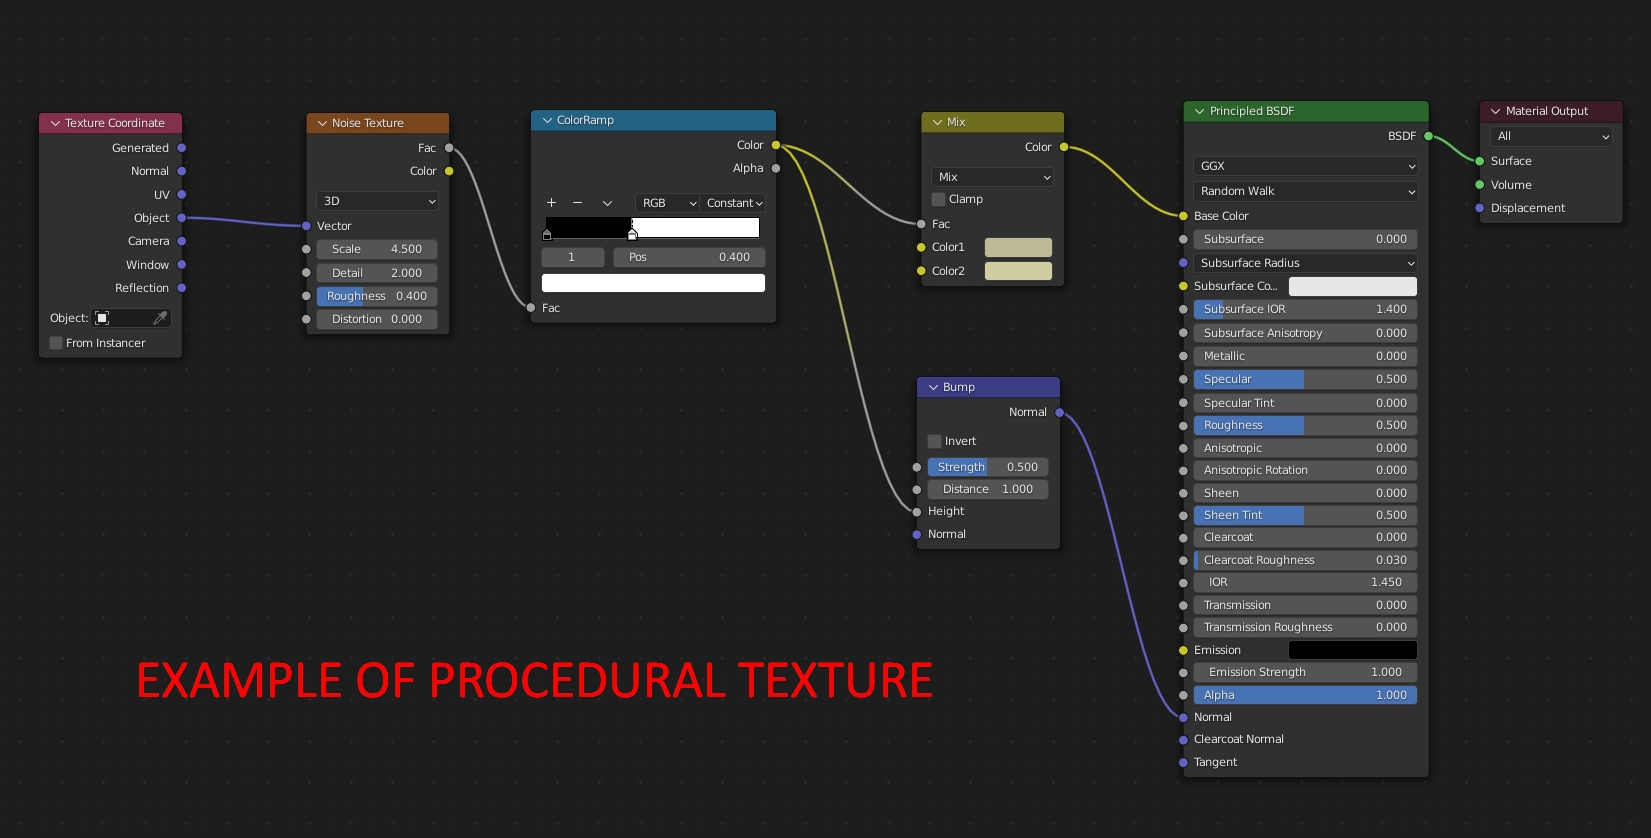 Texture Coordinate
Generated
Normal
UV
Object
Camera
Window
Reflection
Object:
From Instancer
Noise Texture
Fac
Color
3D
Vector
Scale 4.500
Detail 2.000
Roughness 0.400
Distortion 0.000
ColorRamp
Color
Alpha
RGB Constant
1 Pos 0.400
Fac
Mix
Color
Mix
Clamp
Fac
Color1
Color2
Bump
Normal
Invert
Strength 0.500
Distance 1.000
Height
Normal
Principled BSDF
BSDF
GGX
Random Walk
Base Color
Subsurface 0.000
Subsurface Radius
Subsurface Co...
Subsurface IOR 1.400
Subsurface Anisotropy 0.000
Metallic 0.000
Specular 0.500
Specular Tint 0.000
Roughness 0.500
Anisotropic 0.000
Anisotropic Rotation 0.000
Sheen 0.000
Sheen Tint 0.500
Clearcoat 0.000
Clearcoat Roughness 0.030
IOR 1.450
Transmission 0.000
Transmission Roughness 0.000
Emission
Emission Strength 1.000
Alpha 1.000
Normal
Clearcoat Normal
Tangent
Material Output
All
Surface
Volume
Displacement
EXAMPLE OF PROCEDURAL TEXTURE